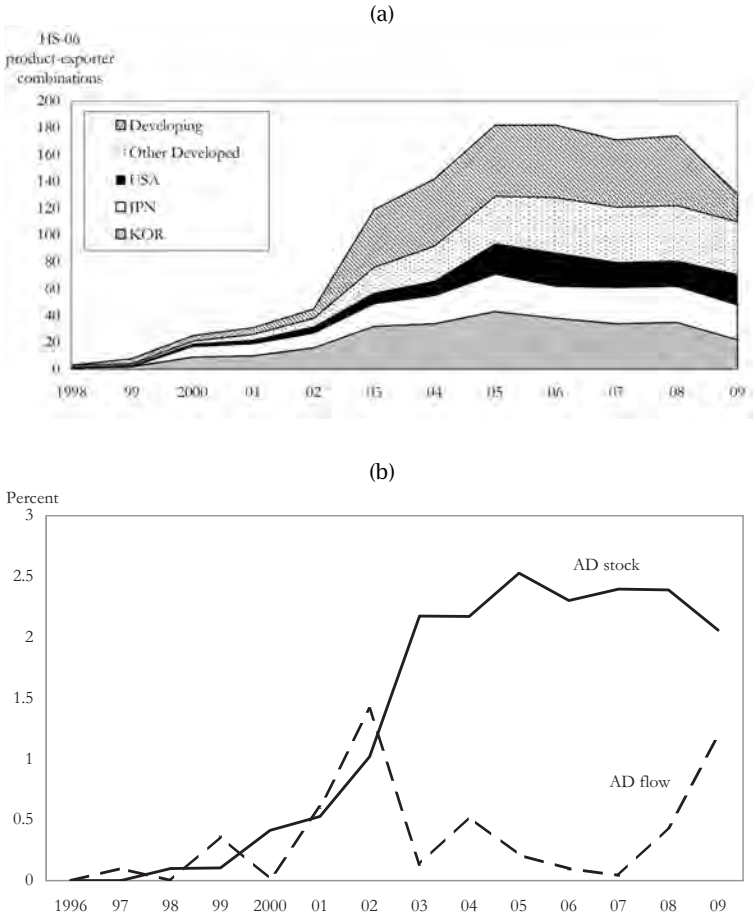 (a)
HS-06
product-exporter
combinations
200
180
160
140
120
100
80
60
40
20
0
Developing
Other Developed
USA
JPN
KOR
1998 99 2000 01 02 03 04 05 06 07 08 09
(b)
Percent
3
2.5
2
1.5
1
0.5
0
AD stock
AD flow
1996 97 98 99 2000 01 02 03 04 05 06 07 08 09